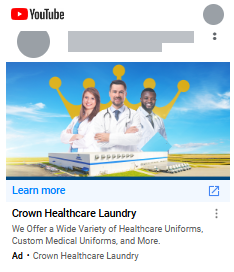 YouTube
Learn more
Crown Healthcare Laundry
We Offer a Wide Variety of Healthcare Uniforms,
Custom Medical Uniforms, and More.
Ad • Crown Healthcare Laundry